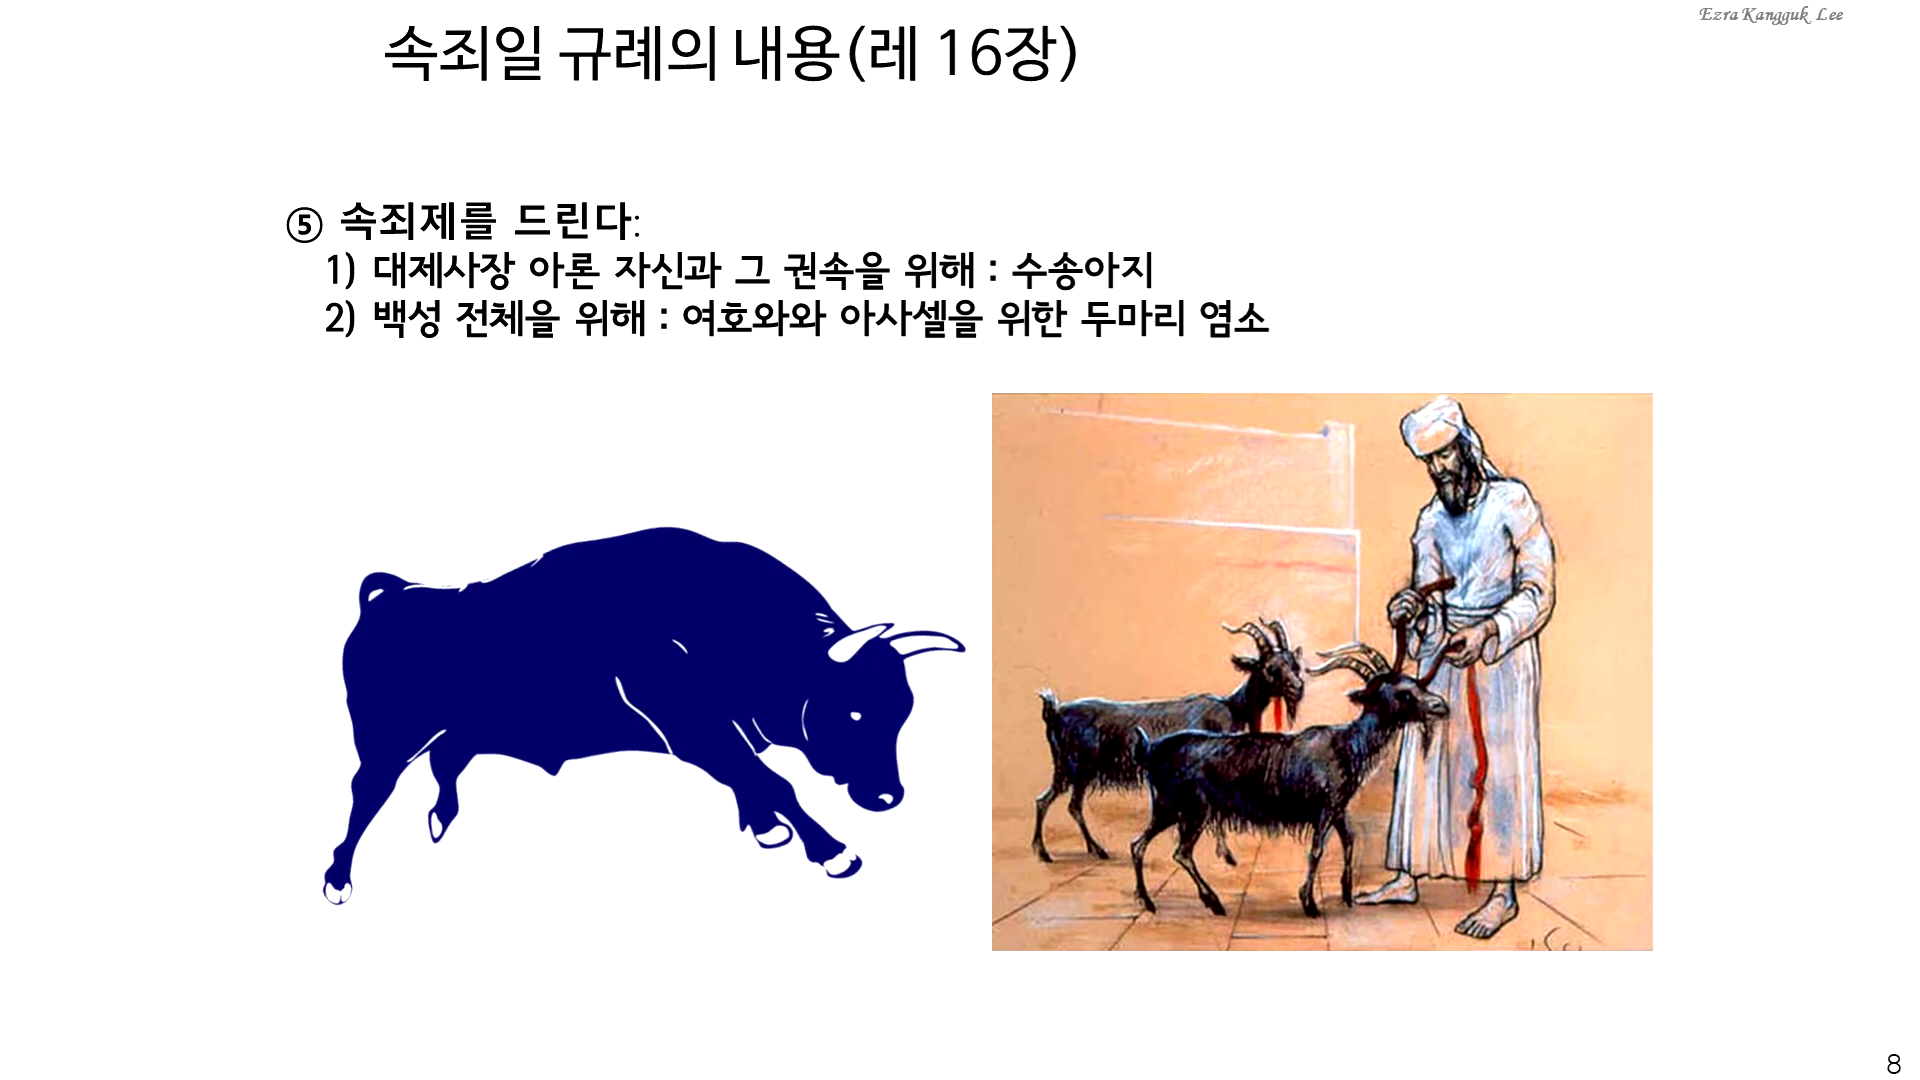 Ezra Kangguk Lee
속죄일 규례의 내용(레 16장)
⑤ 속죄제를 드린다:
1) 대제사장 아론 자신과 그 권속을 위해 : 수송아지
2) 백성 전체을 위해 : 여호와와 아사셀을 위한 두마리 염소
8